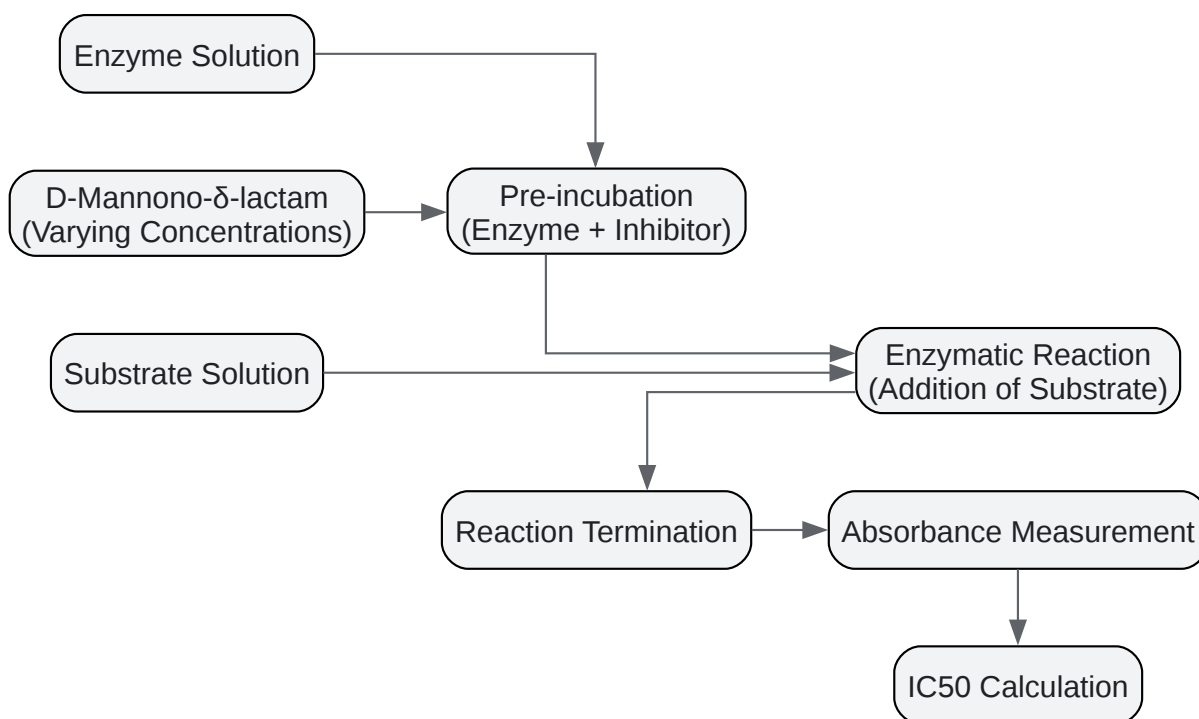 Enzyme Solution
D-Mannono-δ-lactam
(Varying Concentrations)
Pre-incubation
(Enzyme + Inhibitor)
Substrate Solution
Enzymatic Reaction
(Addition of Substrate)
Reaction Termination
Absorbance Measurement
IC50 Calculation